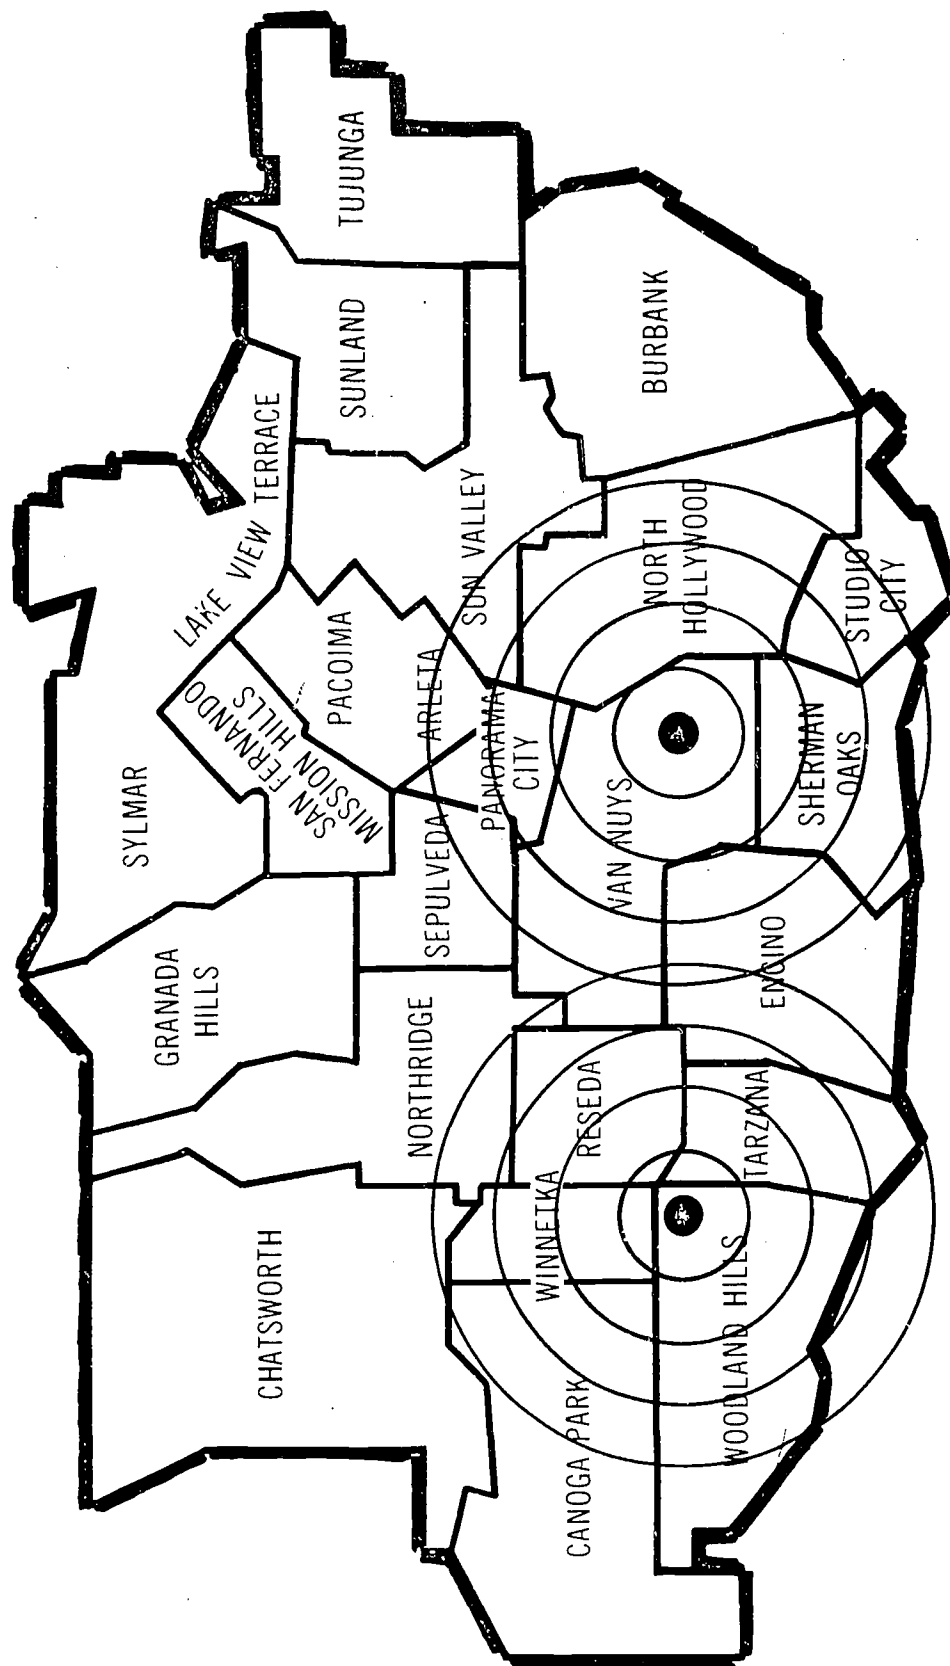 SYLMAR
GRANADA
HILLS
CHATSWORTH
LAKE VIEW TERRACE
SAN FERNANDO
MISSION HILLS
PACOIMA
SUNLAND
TUJUNGA
ARLETA
SUN VALLEY
SEPULVEDA
NORTHRIDGE
PANORAMA
CITY
WINNETKA
RESEDA
CANOGA PARK
VAN NUYS
NORTH
HOLLYWOOD
BURBANK
WOODLAND HILLS
TARZANA
ENCINO
SHERMAN
OAKS
STUDIO
CITY